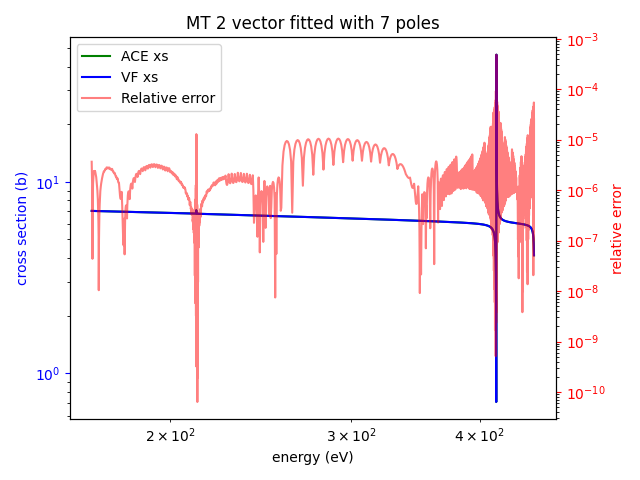 MT 2 vector fitted with 7 poles
ACE xs
VF xs
Relative error
cross section (b)
10¹
10⁰
10⁻³
10⁻⁴
10⁻⁵
10⁻⁶
10⁻⁷
10⁻⁸
10⁻⁹
10⁻¹⁰
relative error
2 × 10² 3 × 10² 4 × 10²
energy (eV)